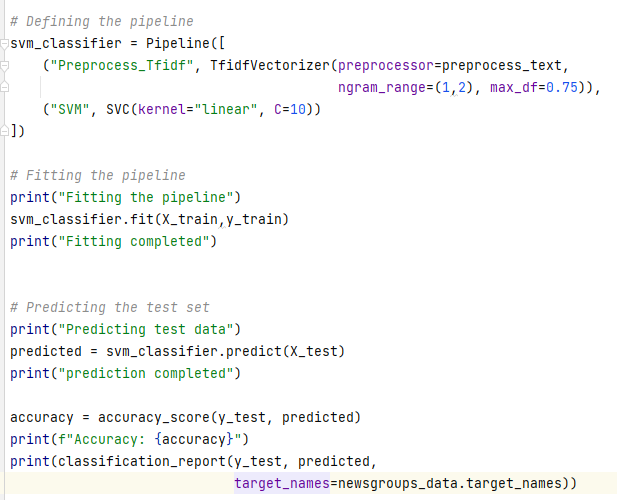 # Defining the pipeline
svm_classifier = Pipeline([
    ("Preprocess_Tfidf", TfidfVectorizer(preprocessor=preprocess_text,
                                         ngram_range=(1,2), max_df=0.75)),
    ("SVM", SVC(kernel="linear", C=10))
])

# Fitting the pipeline
print("Fitting the pipeline")
svm_classifier.fit(X_train,y_train)
print("Fitting completed")


# Predicting the test set
print("Predicting test data")
predicted = svm_classifier.predict(X_test)
print("prediction completed")

accuracy = accuracy_score(y_test, predicted)
print(f"Accuracy: {accuracy}")
print(classification_report(y_test, predicted,
                            target_names=newsgroups_data.target_names))